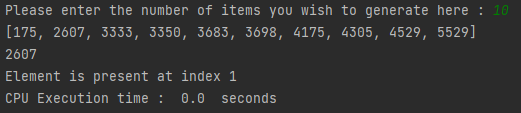 Please enter the number of items you wish to generate here : 10
[175, 2607, 3333, 3350, 3683, 3698, 4175, 4305, 4529, 5529]
2607
Element is present at index 1
CPU Execution time :  0.0  seconds